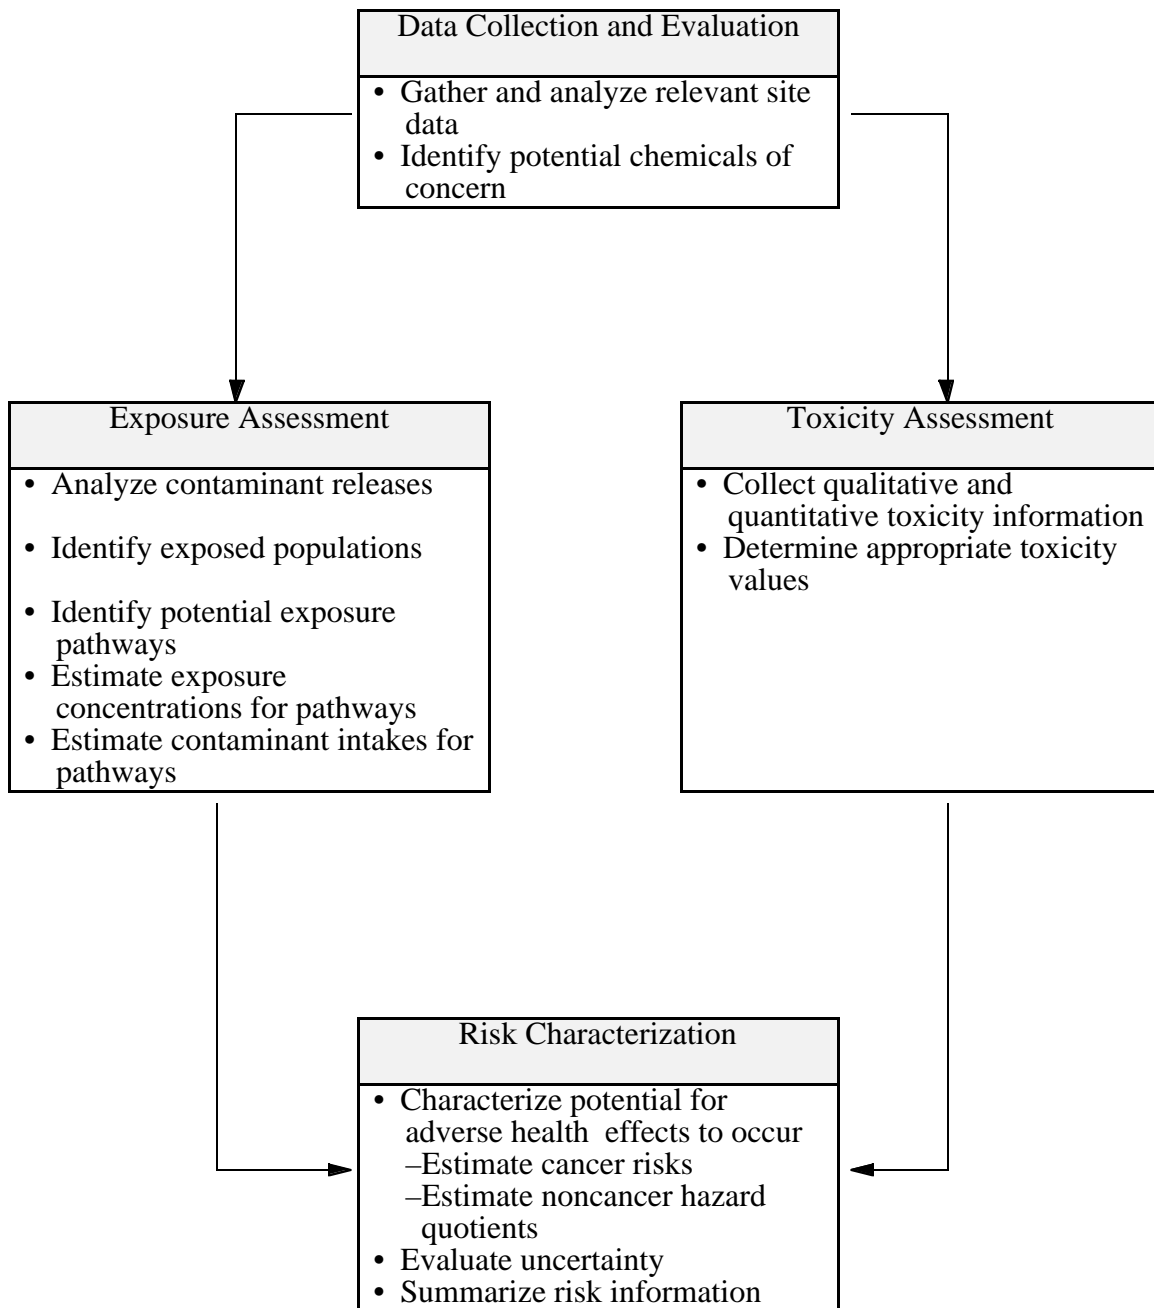 Data Collection and Evaluation
• Gather and analyze relevant site
data
• Identify potential chemicals of
concern
Exposure Assessment
• Analyze contaminant releases
• Identify exposed populations
• Identify potential exposure
pathways
• Estimate exposure
concentrations for pathways
• Estimate contaminant intakes for
pathways
Toxicity Assessment
• Collect qualitative and
quantitative toxicity information
• Determine appropriate toxicity
values
Risk Characterization
• Characterize potential for
adverse health effects to occur
–Estimate cancer risks
–Estimate noncancer hazard
quotients
• Evaluate uncertainty
• Summarize risk information